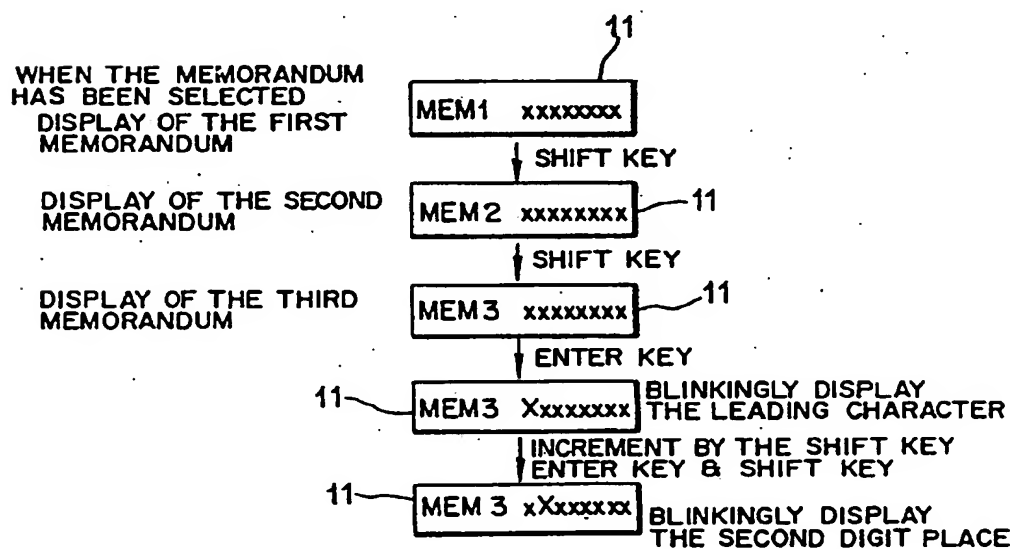 11
WHEN THE MEMORANDUM
HAS BEEN SELECTED
DISPLAY OF THE FIRST
MEMORANDUM
MEM1 xxxxxxxx
SHIFT KEY
DISPLAY OF THE SECOND
MEMORANDUM
MEM2 xxxxxxxx
11
SHIFT KEY
DISPLAY OF THE THIRD
MEMORANDUM
MEM3 xxxxxxxx
11
ENTER KEY
11
MEM3 Xxxxxxxx
BLINKINGLY DISPLAY
THE LEADING CHARACTER
INCREMENT BY THE SHIFT KEY
ENTER KEY & SHIFT KEY
11
MEM 3 xXxxxxxx
BLINKINGLY DISPLAY
THE SECOND DIGIT PLACE